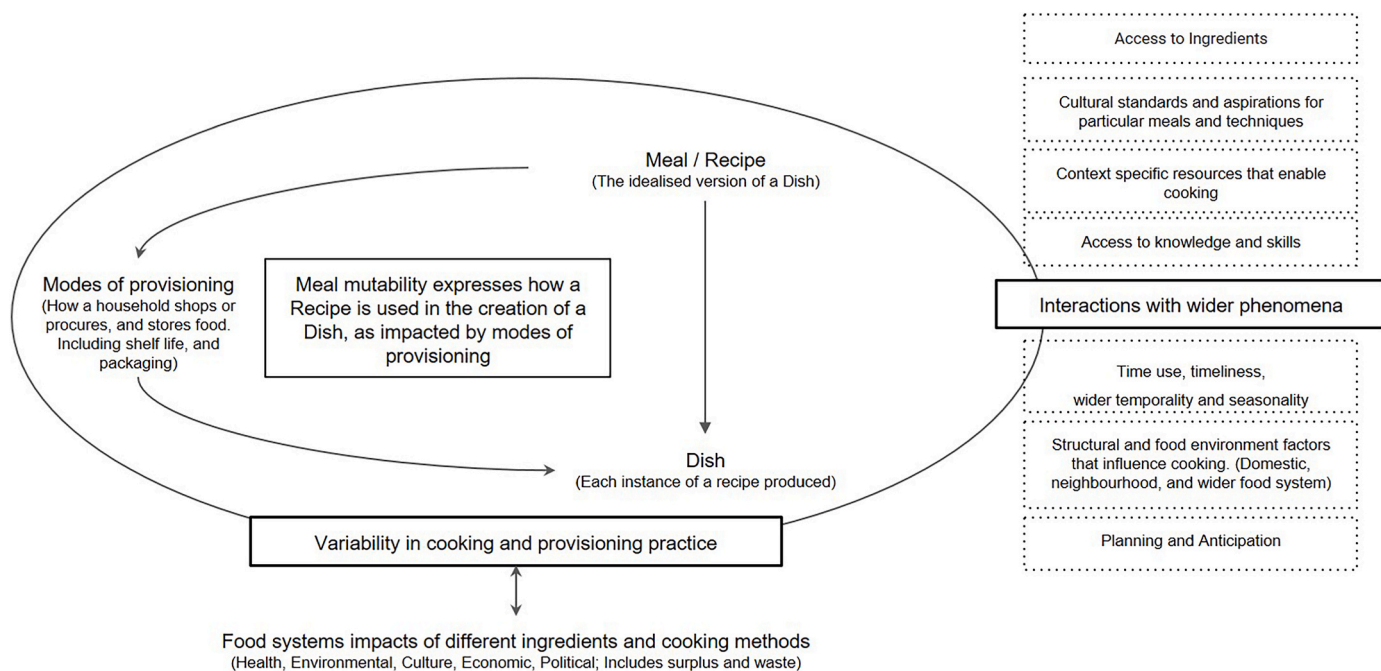 Access to Ingredients
Cultural standards and aspirations for
particular meals and techniques
Context specific resources that enable
cooking
Access to knowledge and skills
Interactions with wider phenomena
Time use, timeliness,
wider temporality and seasonality
Structural and food environment factors
that influence cooking. (Domestic,
neighbourhood, and wider food system)
Planning and Anticipation
Meal / Recipe
(The idealised version of a Dish)
Modes of provisioning
(How a household shops or
procures, and stores food.
Including shelf life, and
packaging)
Meal mutability expresses how a
Recipe is used in the creation of a
Dish, as impacted by modes of
provisioning
Dish
(Each instance of a recipe produced)
Variability in cooking and provisioning practice
Food systems impacts of different ingredients and cooking methods
(Health, Environmental, Culture, Economic, Political; Includes surplus and waste)